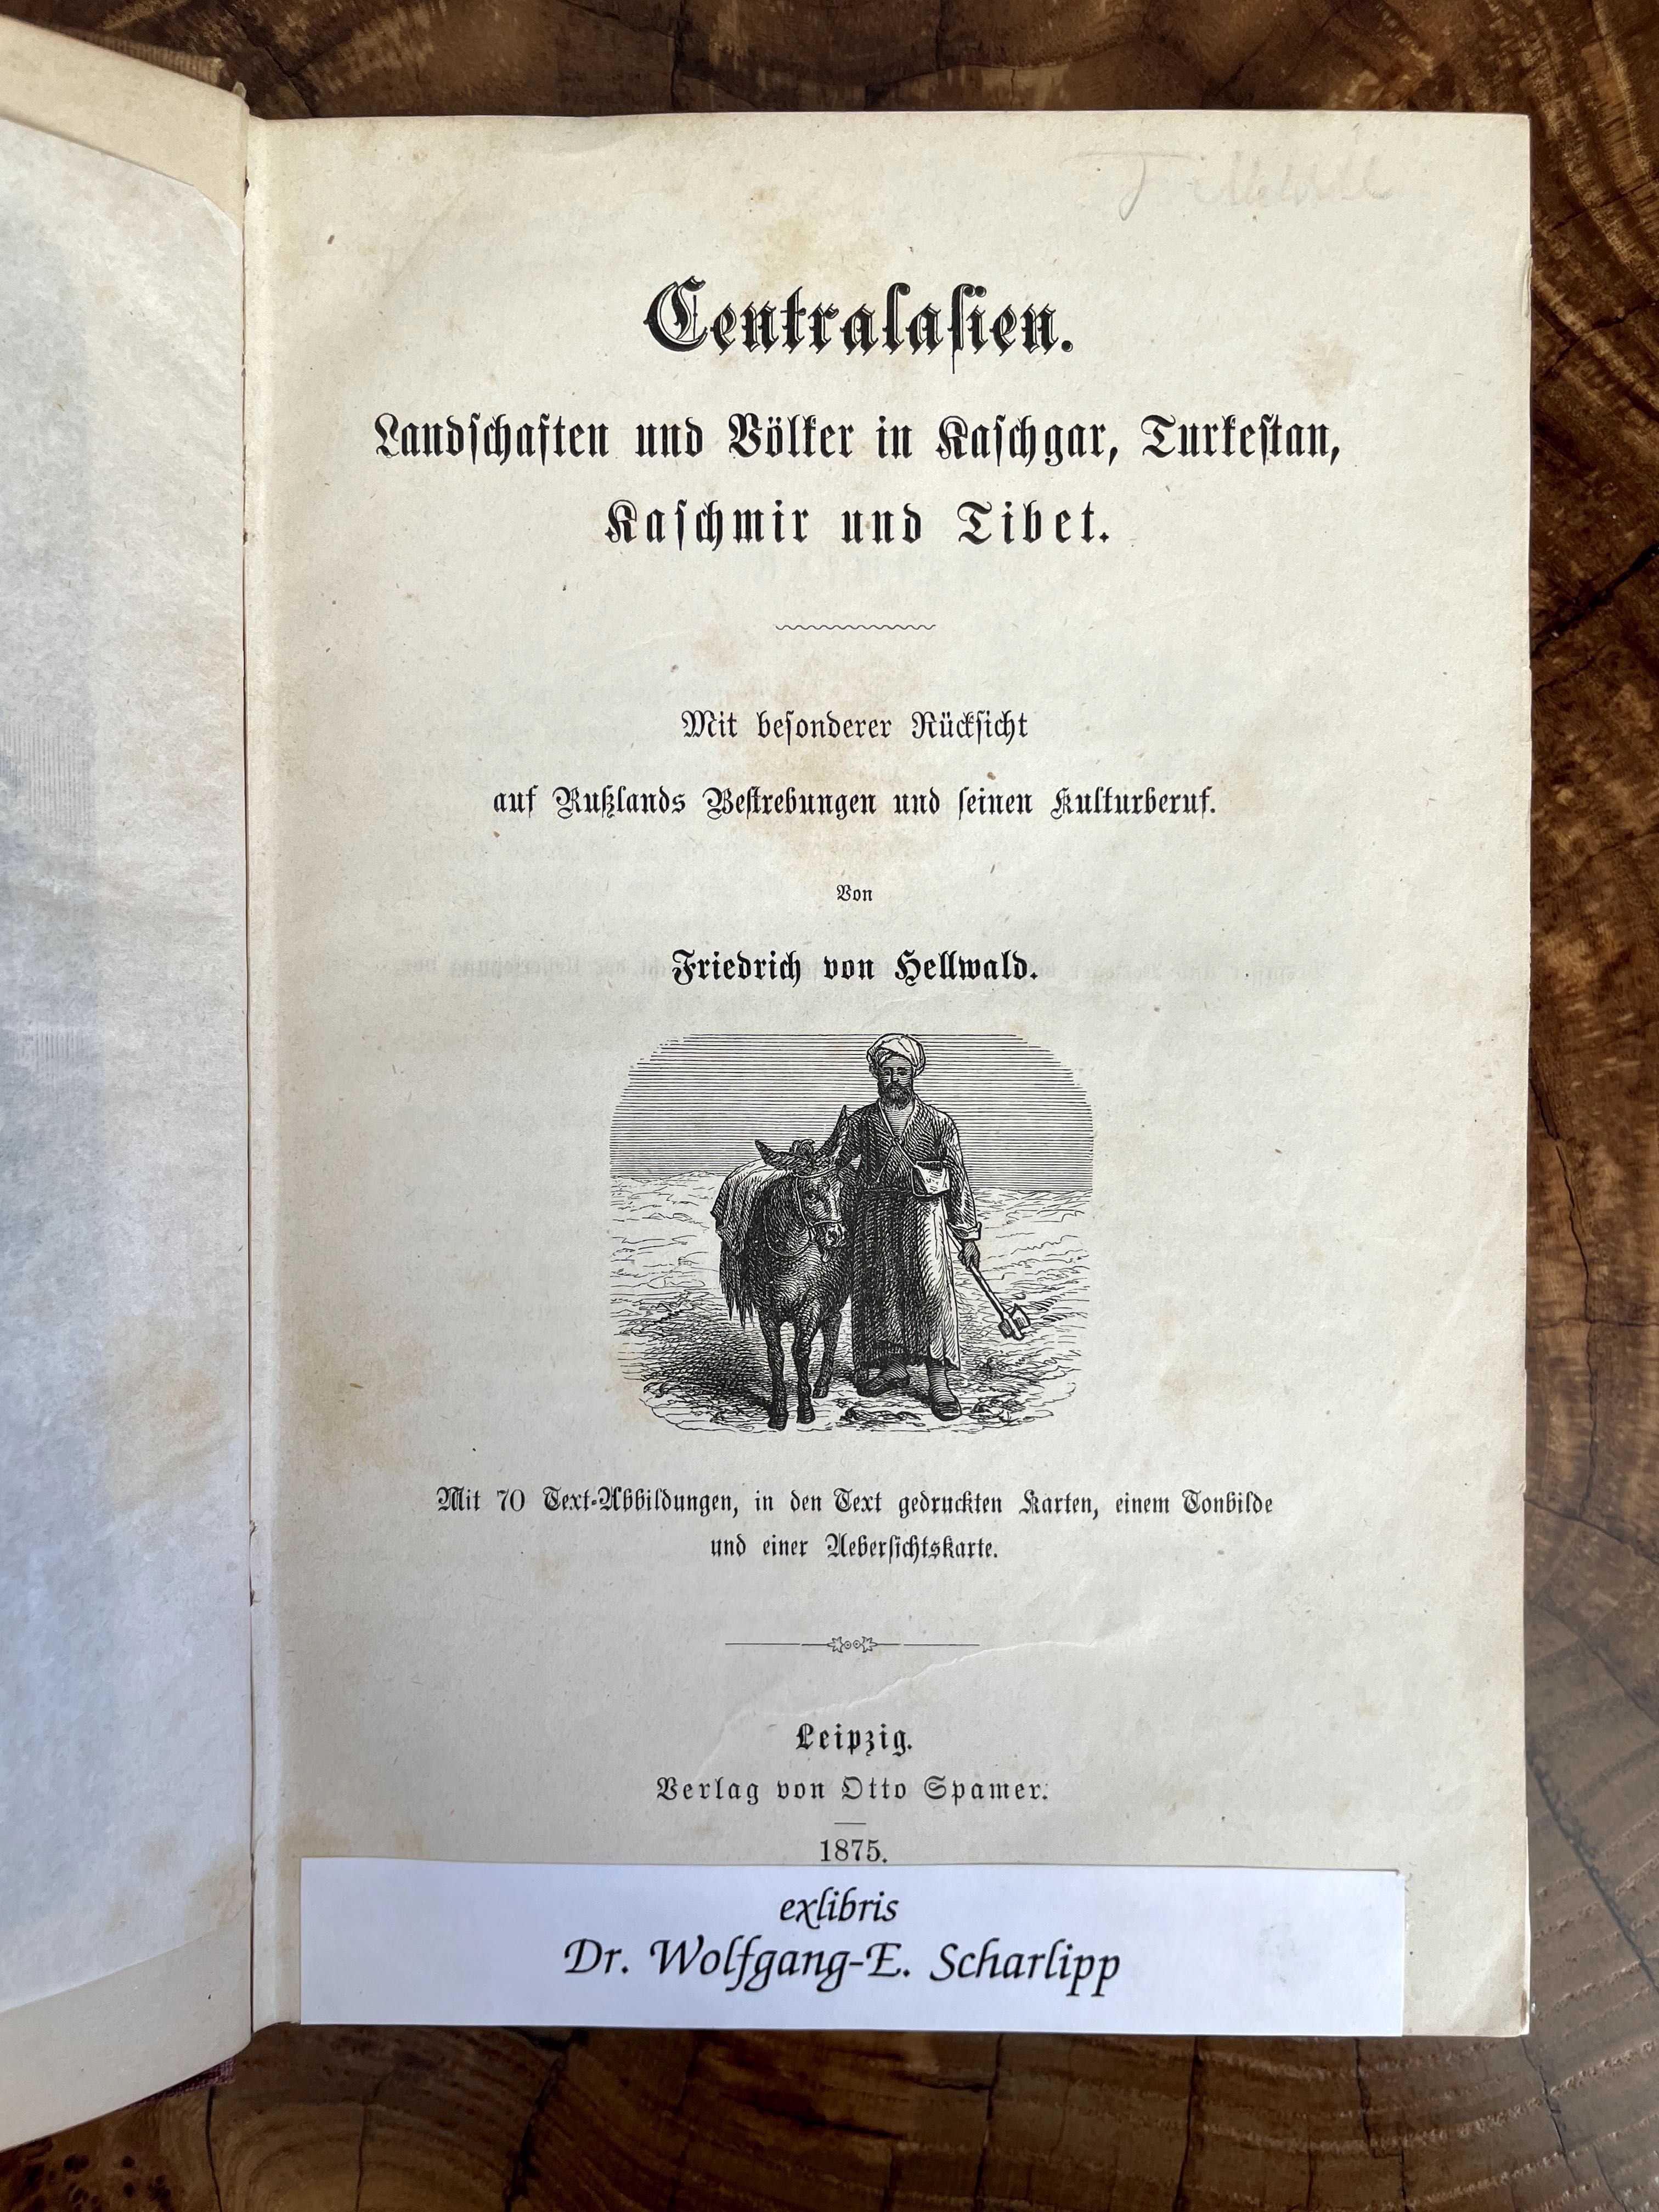 Centralasien.
Landschaften und Völker in Kaschgar, Turkestan,
Kaschmir und Tibet.
Mit besonderer Rücksicht
auf Rußlands Bestrebungen und seinen Kulturberuf.
Von
Friedrich von Hellwald.
Mit 70 Text-Abbildungen, in den Text gedruckten Karten, einem Tonbilde
und einer Uebersichtskarte.
Leipzig.
Verlag von Otto Spamer.
1875.
exlibris
Dr. Wolfgang-E. Scharlipp